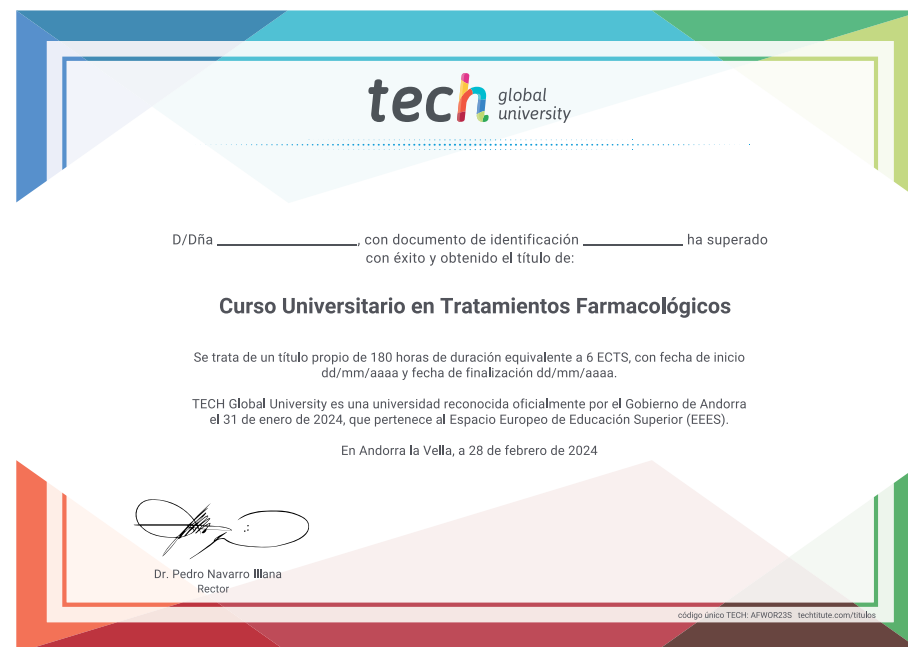 tech global university
D/Dña ________________, con documento de identificación ____________ ha superado
con éxito y obtenido el título de:
Curso Universitario en Tratamientos Farmacológicos
Se trata de un título propio de 180 horas de duración equivalente a 6 ECTS, con fecha de inicio
dd/mm/aaaa y fecha de finalización dd/mm/aaaa.
TECH Global University es una universidad reconocida oficialmente por el Gobierno de Andorra
el 31 de enero de 2024, que pertenece al Espacio Europeo de Educación Superior (EEES).
En Andorra la Vella, a 28 de febrero de 2024
Dr. Pedro Navarro Illana
Rector
código único TECH: AFWOR23S techtitute.com/titulos